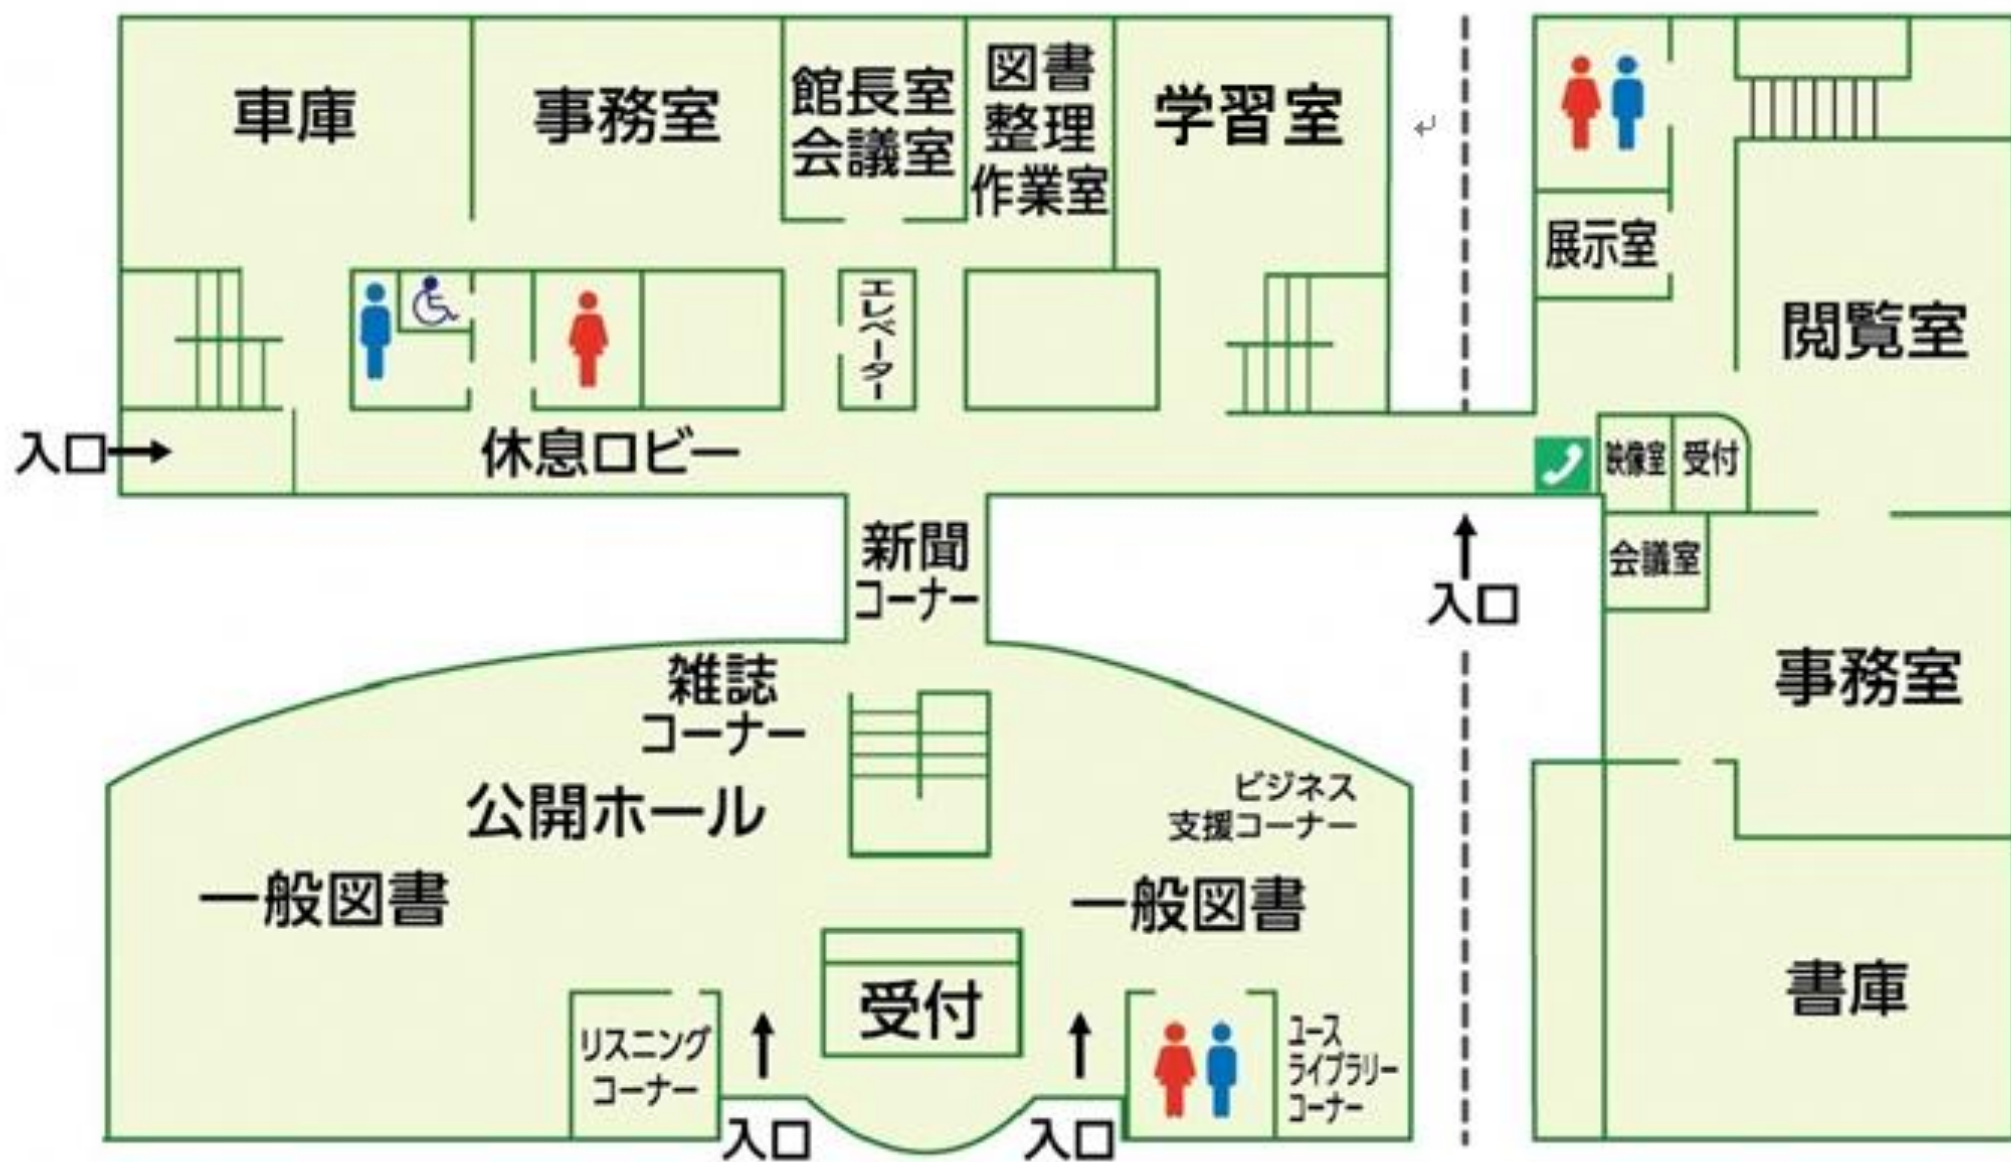 車庫
事務室
館長室
会議室
図書
整理
作業室
学習室
展示室
閲覧室
エレベーター
入口
休息ロビー
映像室
受付
新聞
コーナー
会議室
入口
事務室
雑誌
コーナー
公開ホール
ビジネス
支援コーナー
一般図書
一般図書
書庫
受付
リスニング
コーナー
ユース
ライブラリー
コーナー
入口
入口